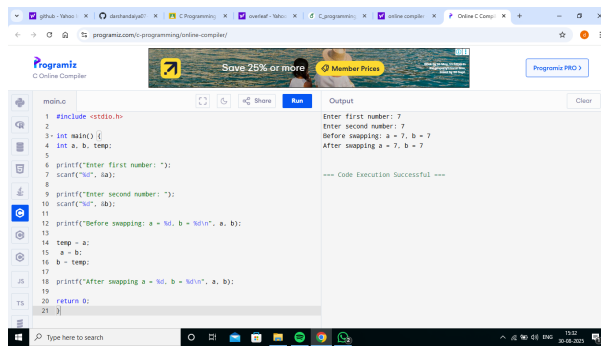 github - Yahoo
darshendalya07
C Programming
overleaf - Yahoo
C_programming
online compiler
Online C Compi
programiz.com/c-programming/online-compiler/
Programiz
C Online Compiler
Save 25% or more
Member Prices
Programiz PRO >
main.c
Share
Run
Output
Clear
1 #include <stdio.h>
2
3 int main() {
4 int a, b, temp;
5
6 printf("Enter first number: ");
7 scanf("%d", &a);
8
9 printf("Enter second number: ");
10 scanf("%d", &b);
11
12 printf("Before swapping: a = %d, b = %d\n", a, b);
13
14 temp = a;
15 a = b;
16 b = temp;
17
18 printf("After swapping a = %d, b = %d\n", a, b);
19
20 return 0;
21 }
Enter first number: 7
Enter second number: 7
Before swapping: a = 7, b = 7
After swapping a = 7, b = 7
=== Code Execution Successful ===
JS
TS
Type here to search
ENG
15:32
30-08-2025